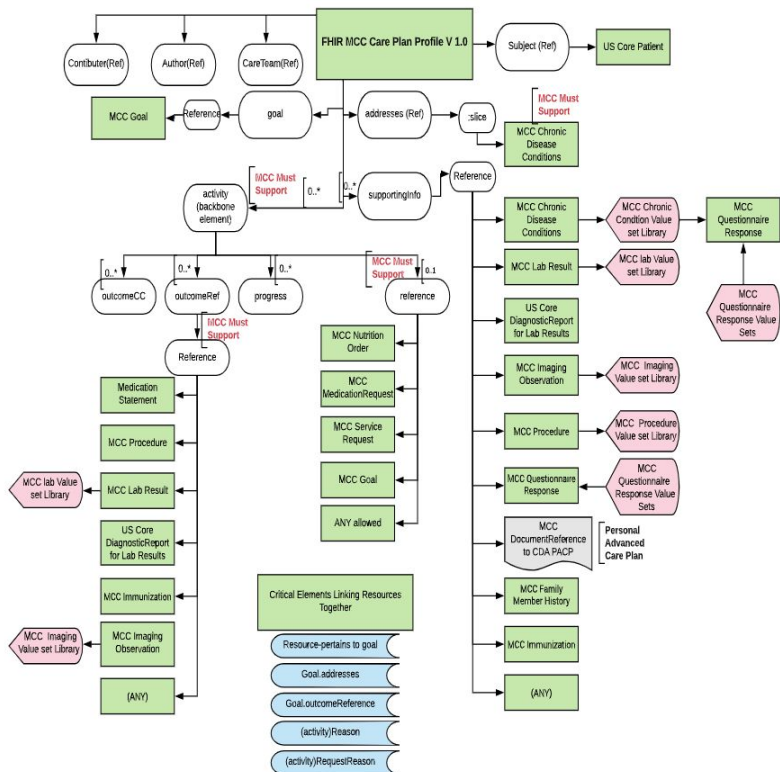 FHIR MCC Care Plan Profile V 1.0
Contibuter(Ref)
Author(Ref)
CareTeam(Ref)
Subject (Ref)
US Core Patient
MCC Goal
Reference
goal
addresses (Ref)
:slice
MCC Must
Support
MCC Chronic
Disease
Conditions
activity
(backbone
element)
MCC Must
Support
0..*
0..*
supportingInfo
Reference
0..*
outcomeCC
0..*
outcomeRef
0..*
progress
MCC Must
Support
0..1
reference
MCC Must
Support
Reference
Medication
Statement
MCC Procedure
MCC Lab Result
MCC lab Value
set Library
US Core
DiagnosticReport
for Lab Results
MCC Immunization
MCC Imaging
Observation
MCC Imaging
Value set Library
(ANY)
MCC Nutrition
Order
MCC
MedicationRequest
MCC Service
Request
MCC Goal
ANY allowed
MCC Chronic
Disease
Conditions
MCC Chronic
Condtion Value
set Library
MCC
Questionnaire
Response
MCC
Questionnaire
Response Value
Sets
MCC Lab Result
MCC lab Value
set Library
US Core
DiagnosticReport
for Lab Results
MCC Imaging
Observation
MCC Imaging
Value set Library
MCC Procedure
MCC Procedure
Value set Library
MCC Questionnaire
Response
MCC
Questionnaire
Response Value
Sets
MCC
DocumentReference
to CDA PACP
Personal
Advanced
Care Plan
MCC Family
Member History
MCC Immunization
(ANY)
Critical Elements Linking Resources
Together
Resource-pertains to goal
Goal.addresses
Goal.outcomeReference
(activity)Reason
(activity)RequestReason